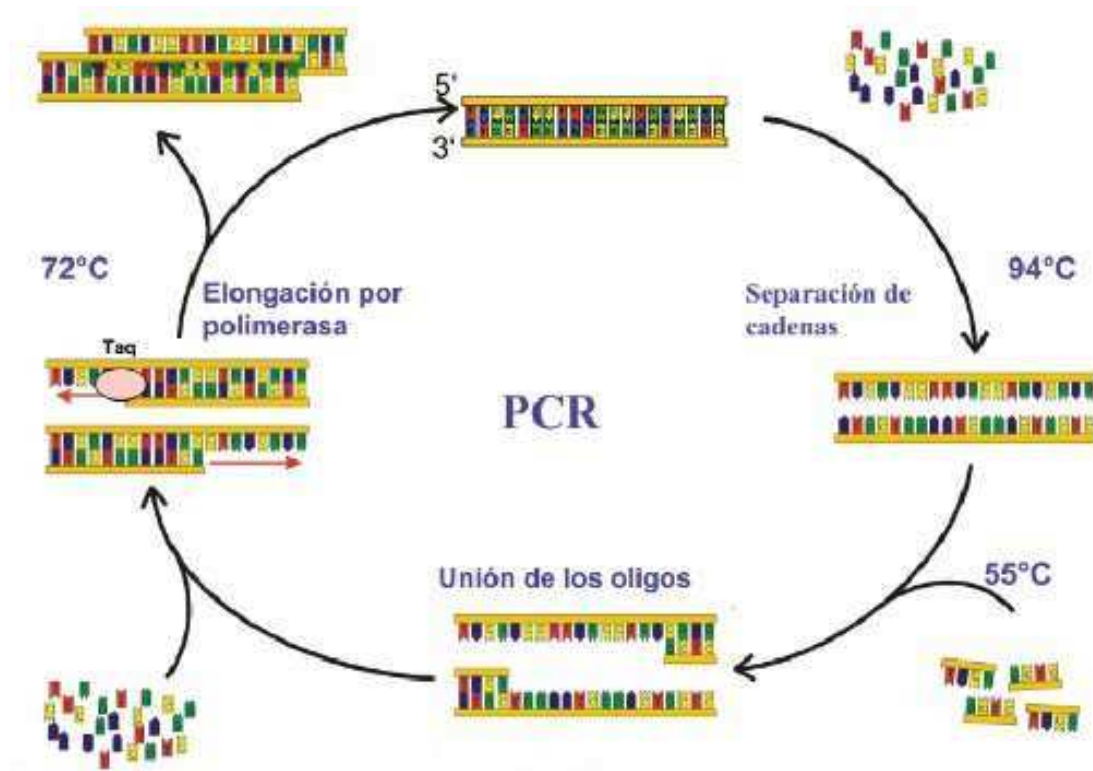 5'
3'
72°C
Elongación por
polimerasa
Separación de
cadenas
94°C
Taq
PCR
Unión de los oligos
55°C